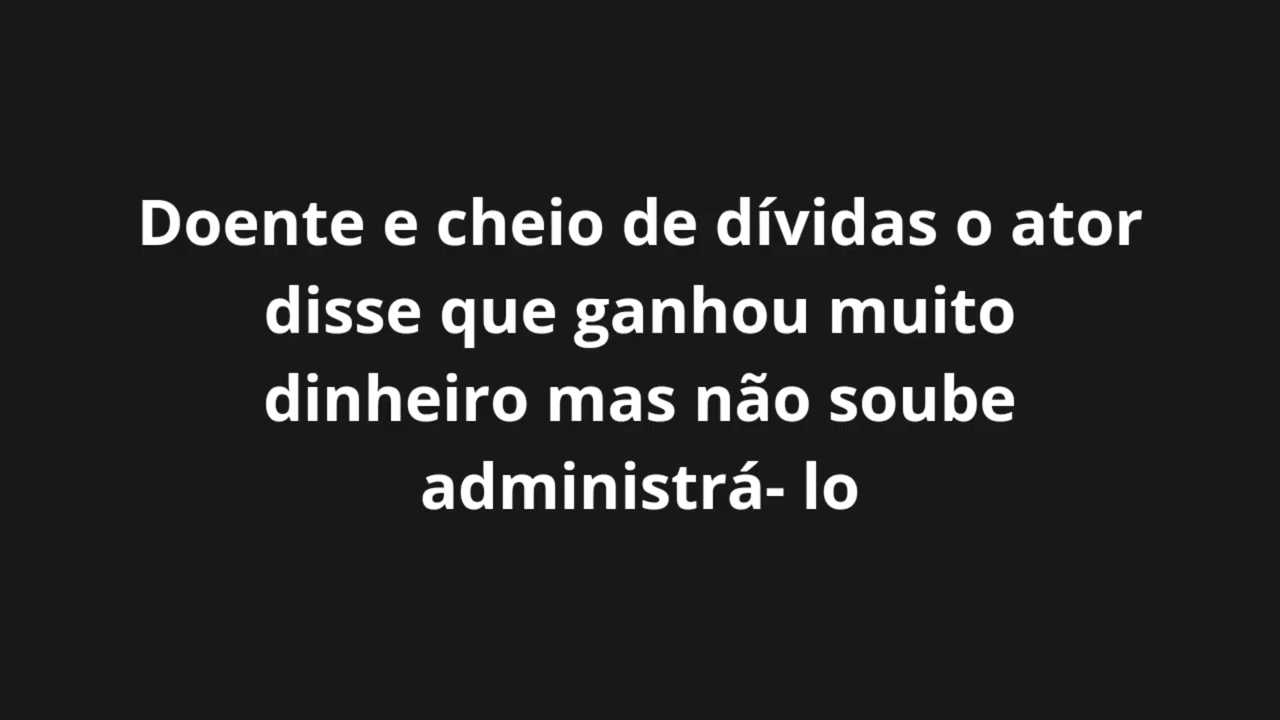 Doente e cheio de dívidas o ator
disse que ganhou muito
dinheiro mas não soube
administrá- lo